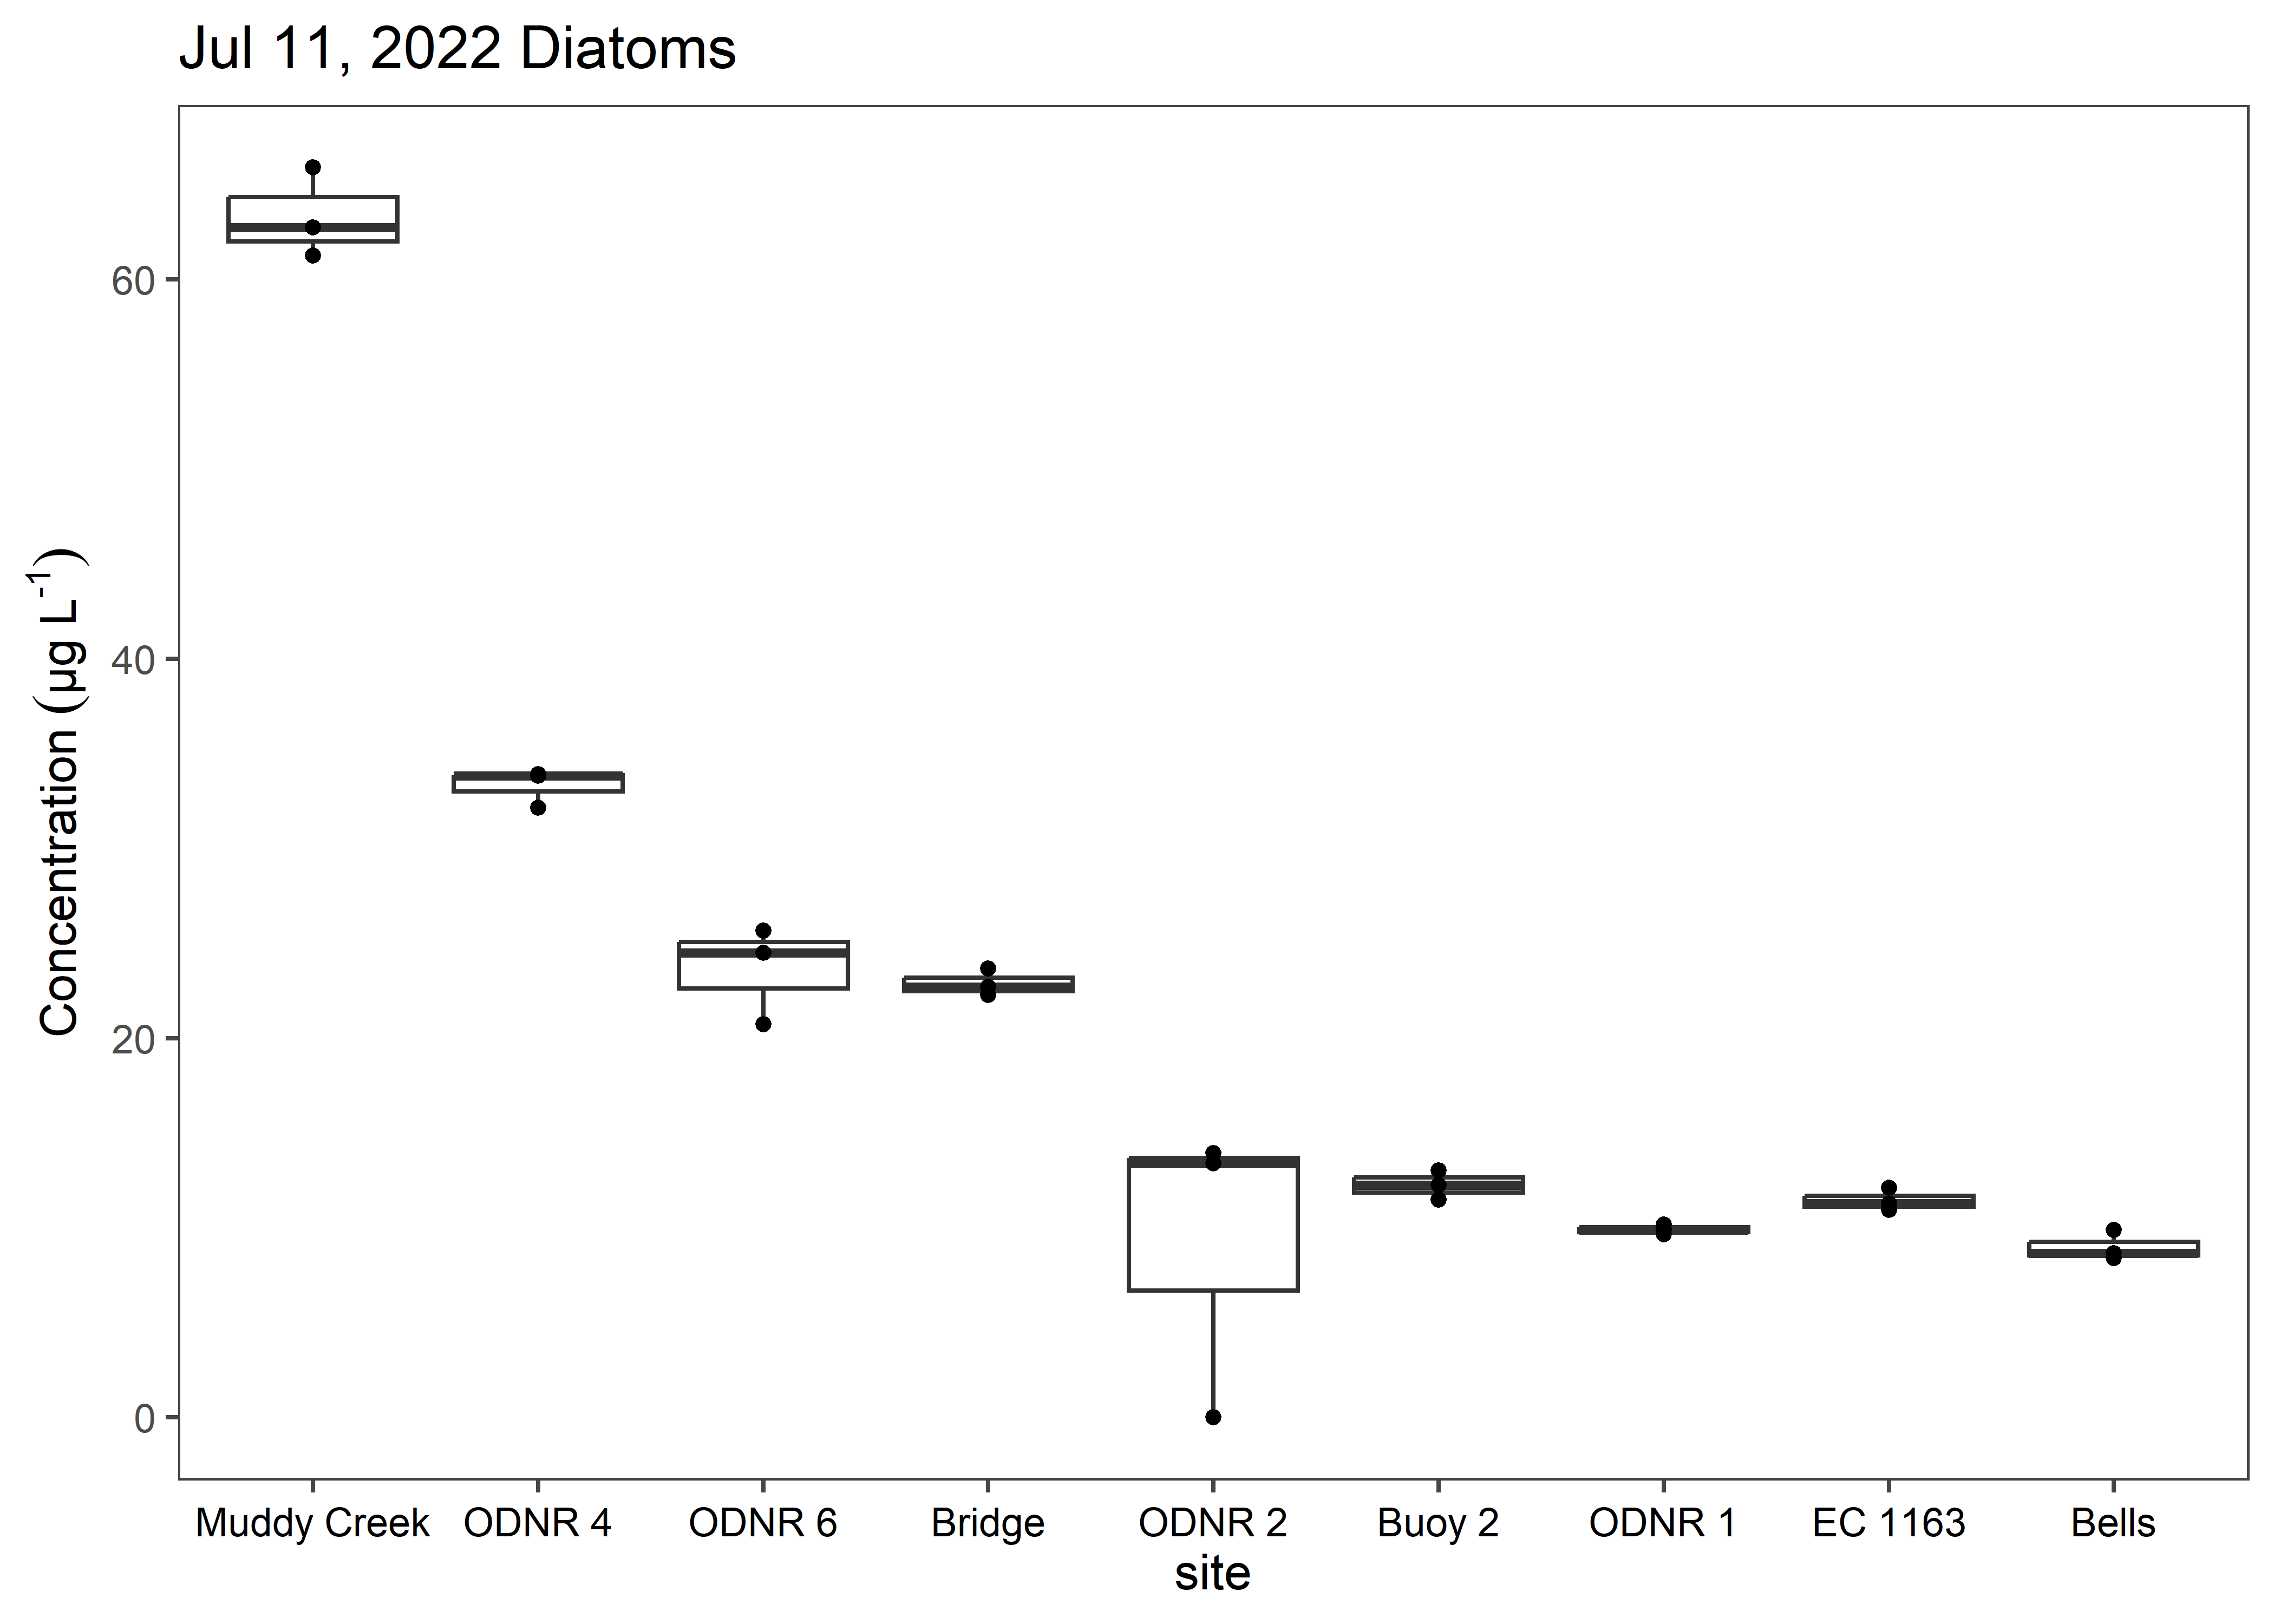 Jul 11, 2022 Diatoms
Concentration (µg L⁻¹)
60
40
20
0
Muddy Creek ODNR 4 ODNR 6 Bridge ODNR 2 Buoy 2 ODNR 1 EC 1163 Bells
site